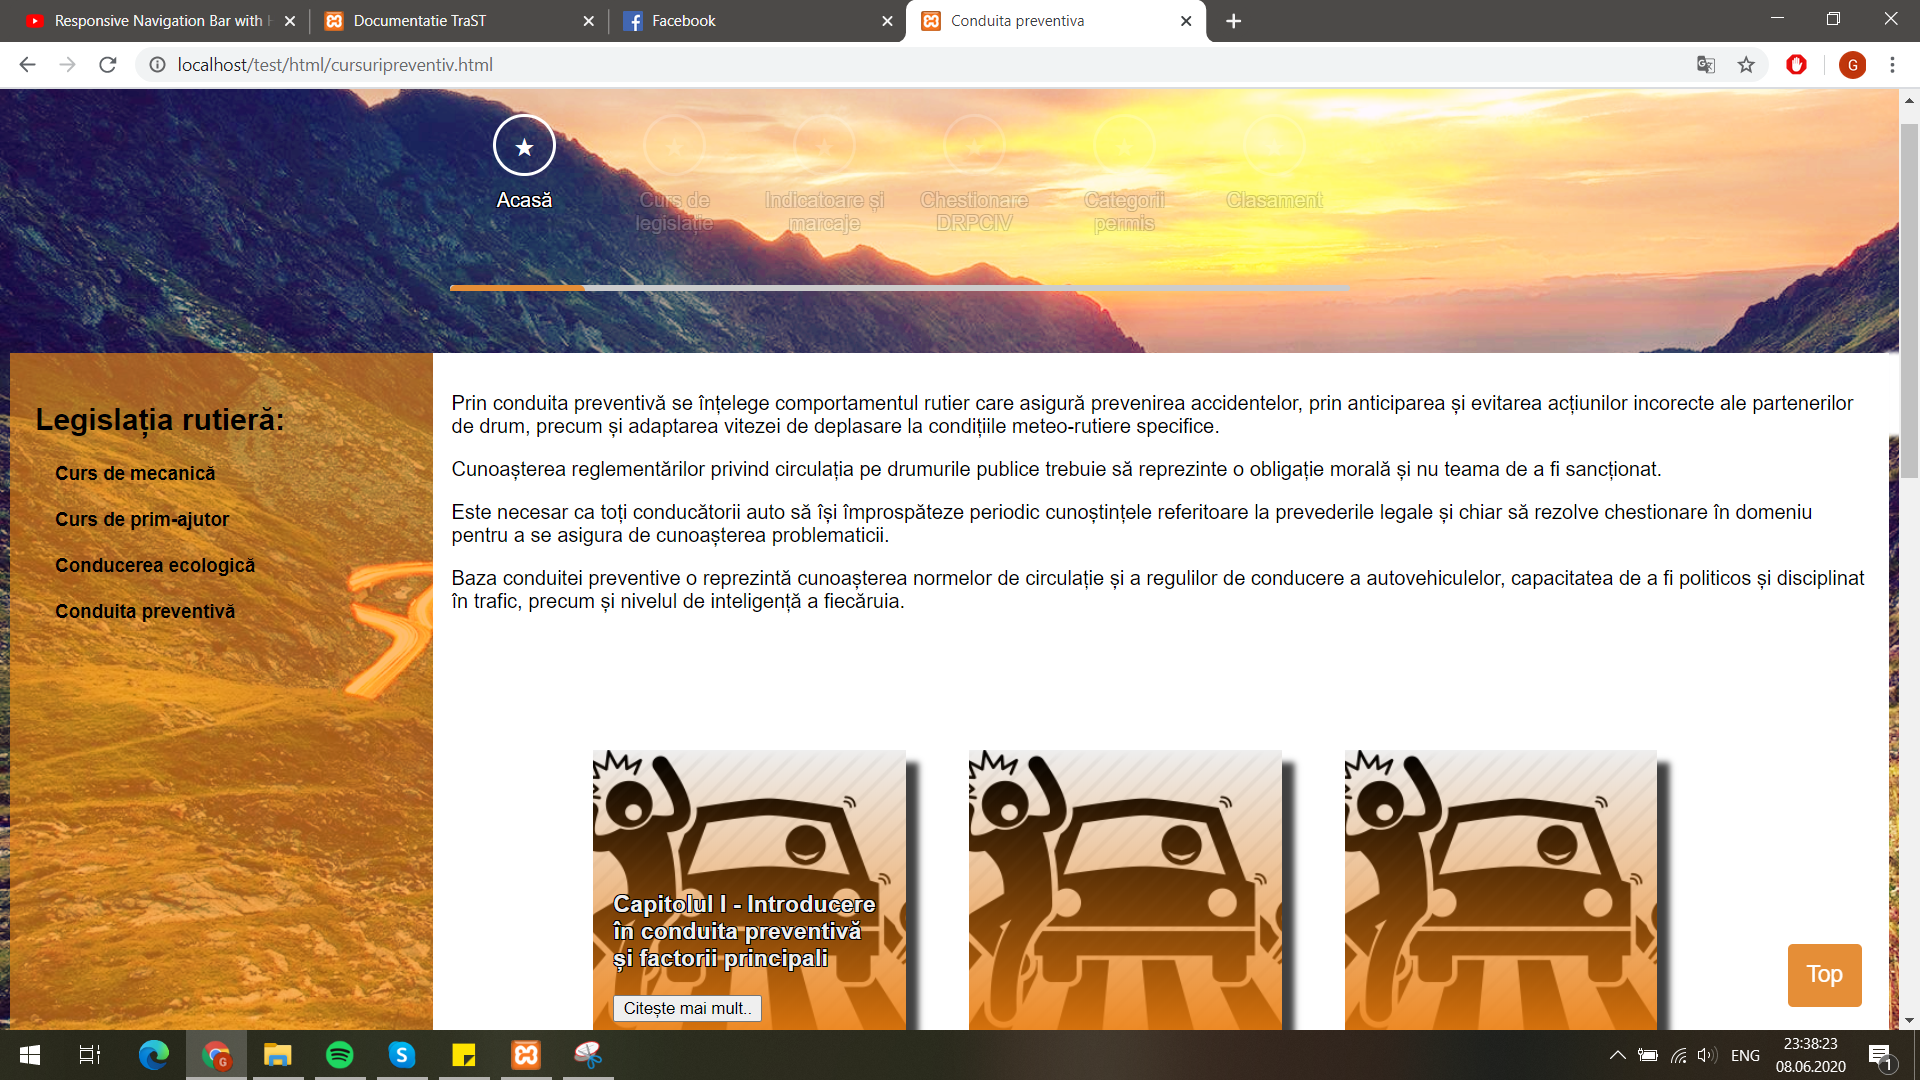 Responsive Navigation Bar with
Documentatie TraST
Facebook
Conduita preventiva
localhost/test/html/cursuripreventiv.html
G
Acasă
Curs de
legislație
Indicatoare și
marcaje
Chestionare
DRPCIV
Categorii
permis
Clasament
Legislația rutieră:
Curs de mecanică
Curs de prim-ajutor
Conducerea ecologică
Conduita preventivă
Prin conduita preventivă se înțelege comportamentul rutier care asigură prevenirea accidentelor, prin anticiparea și evitarea acțiunilor incorecte ale partenerilor
de drum, precum și adaptarea vitezei de deplasare la condițiile meteo-rutiere specifice.
Cunoașterea reglementărilor privind circulația pe drumurile publice trebuie să reprezinte o obligație morală și nu teama de a fi sancționat.
Este necesar ca toți conducătorii auto să își împrospăteze periodic cunoștințele referitoare la prevederile legale și chiar să rezolve chestionare în domeniu
pentru a se asigura de cunoașterea problematicii.
Baza conduitei preventive o reprezintă cunoașterea normelor de circulație și a regulilor de conducere a autovehiculelor, capacitatea de a fi politicos și disciplinat
în trafic, precum și nivelul de inteligență a fiecăruia.
Capitolul I - Introducere
în conduita preventivă
și factorii principali
Citește mai mult..
Top
ENG
23:38:23
08.06.2020
1